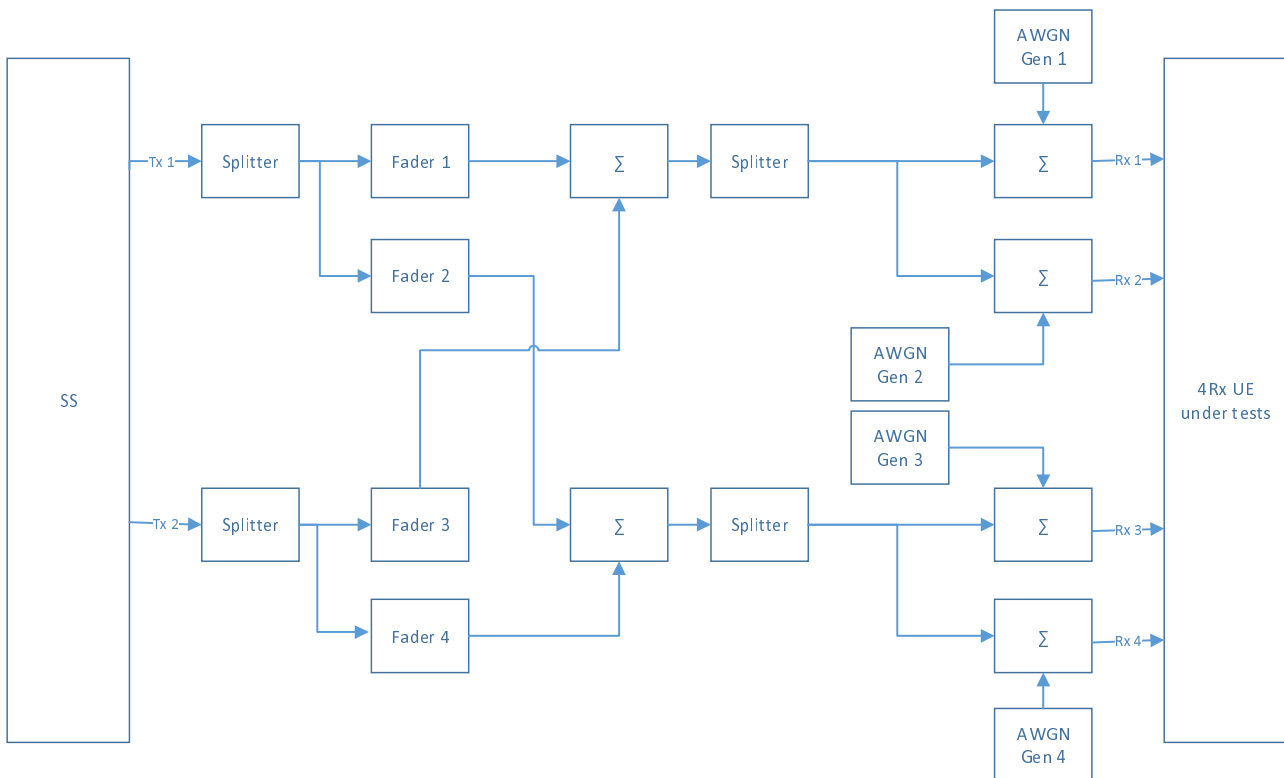 AWGN
Gen 1
Tx 1
Splitter
Fader 1
Σ
Splitter
Σ
Rx 1
Fader 2
Σ
Rx 2
AWGN
Gen 2
SS
4Rx UE
under tests
AWGN
Gen 3
Tx 2
Splitter
Fader 3
Σ
Splitter
Σ
Rx 3
Fader 4
Σ
Rx 4
AWGN
Gen 4